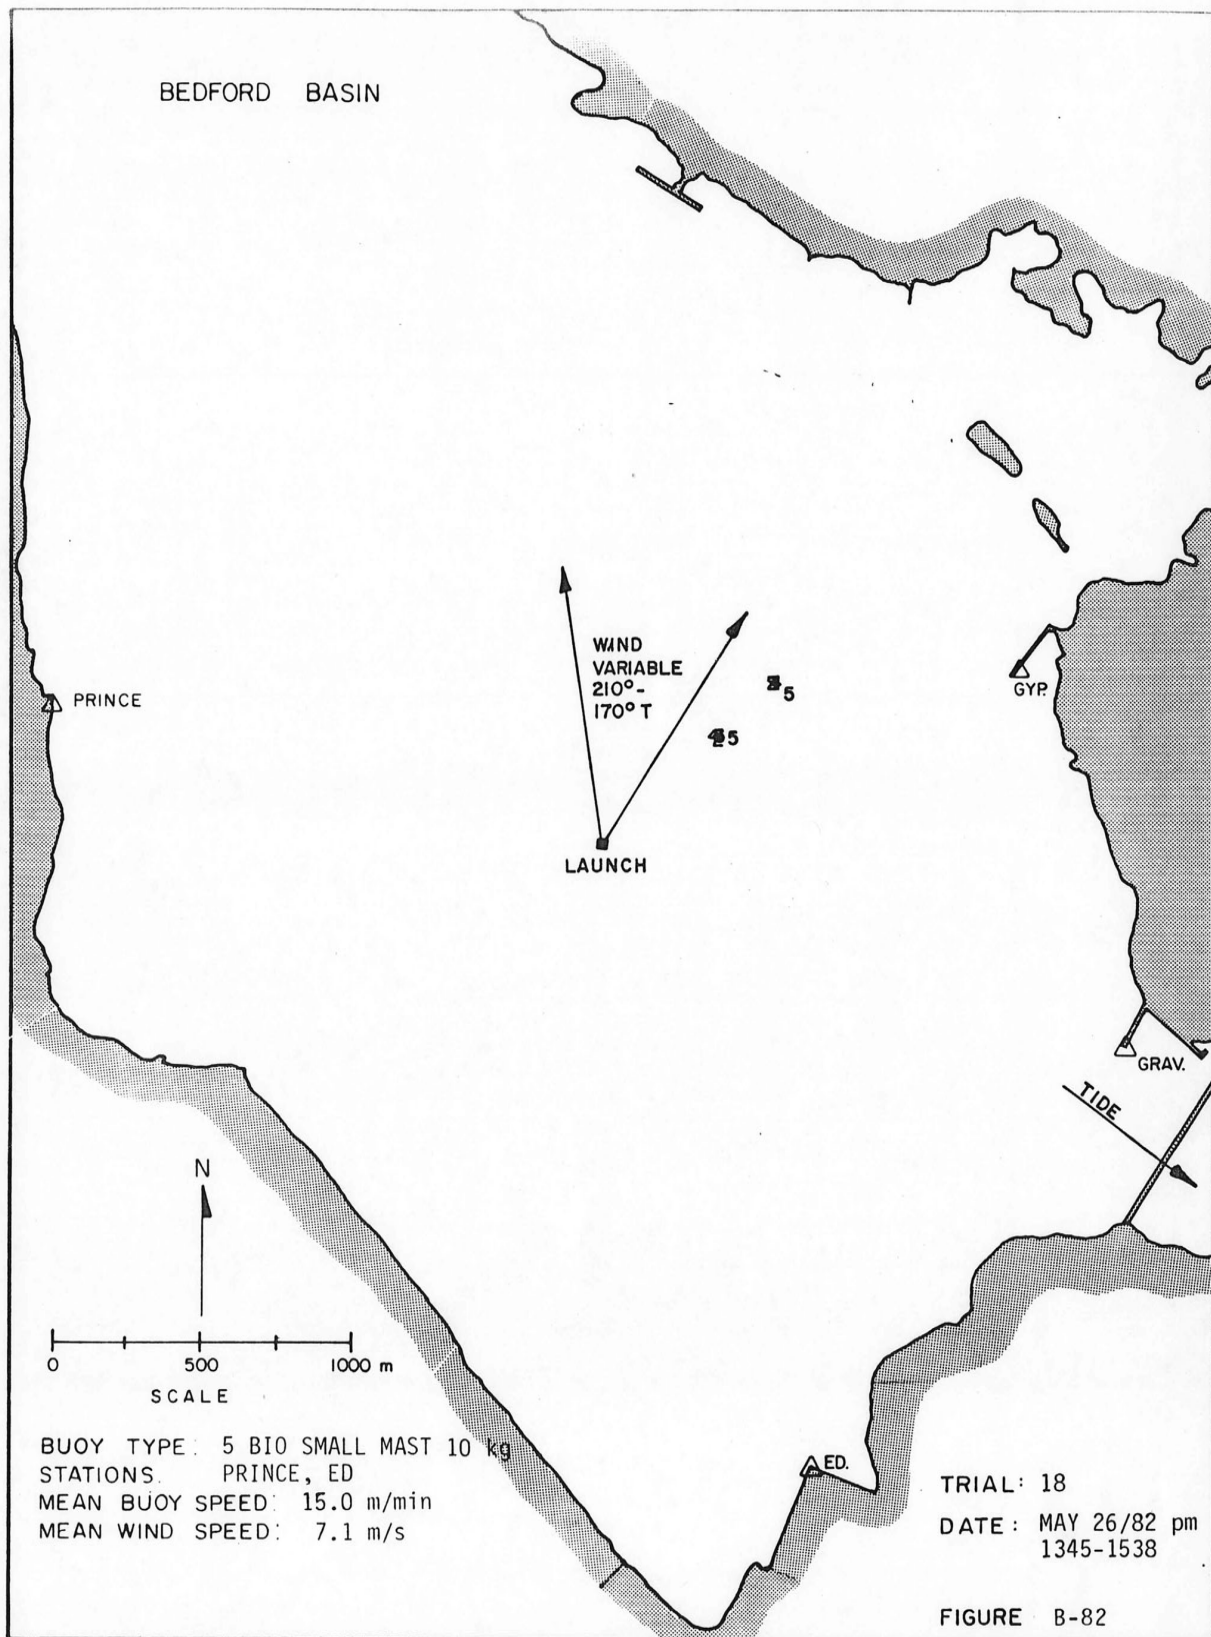 BEDFORD BASIN
WIND
VARIABLE
210°-
170° T
5
5
PRINCE
GYP.
LAUNCH
GRAV.
TIDE
N
0 500 1000 m
SCALE
ED.
BUOY TYPE: 5 BIO SMALL MAST 10 kg
STATIONS. PRINCE, ED
MEAN BUOY SPEED: 15.0 m/min
MEAN WIND SPEED: 7.1 m/s
TRIAL: 18
DATE: MAY 26/82 pm
1345-1538
FIGURE B-82